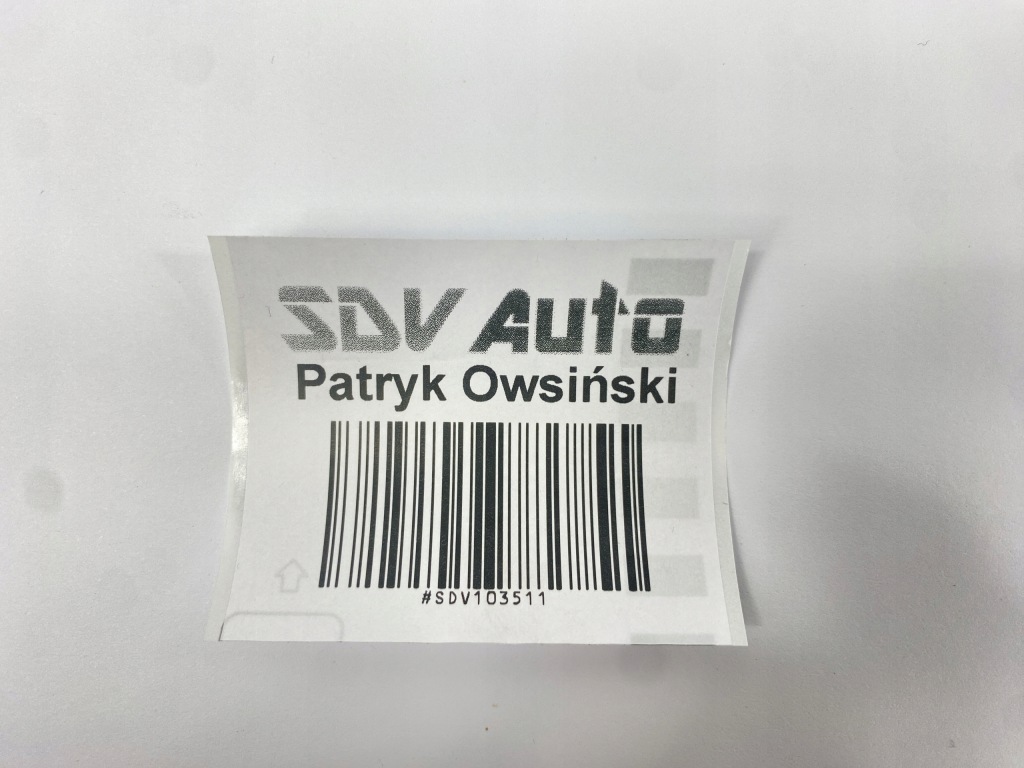 SDV Auto
Patryk Owsiński
#SDV103511